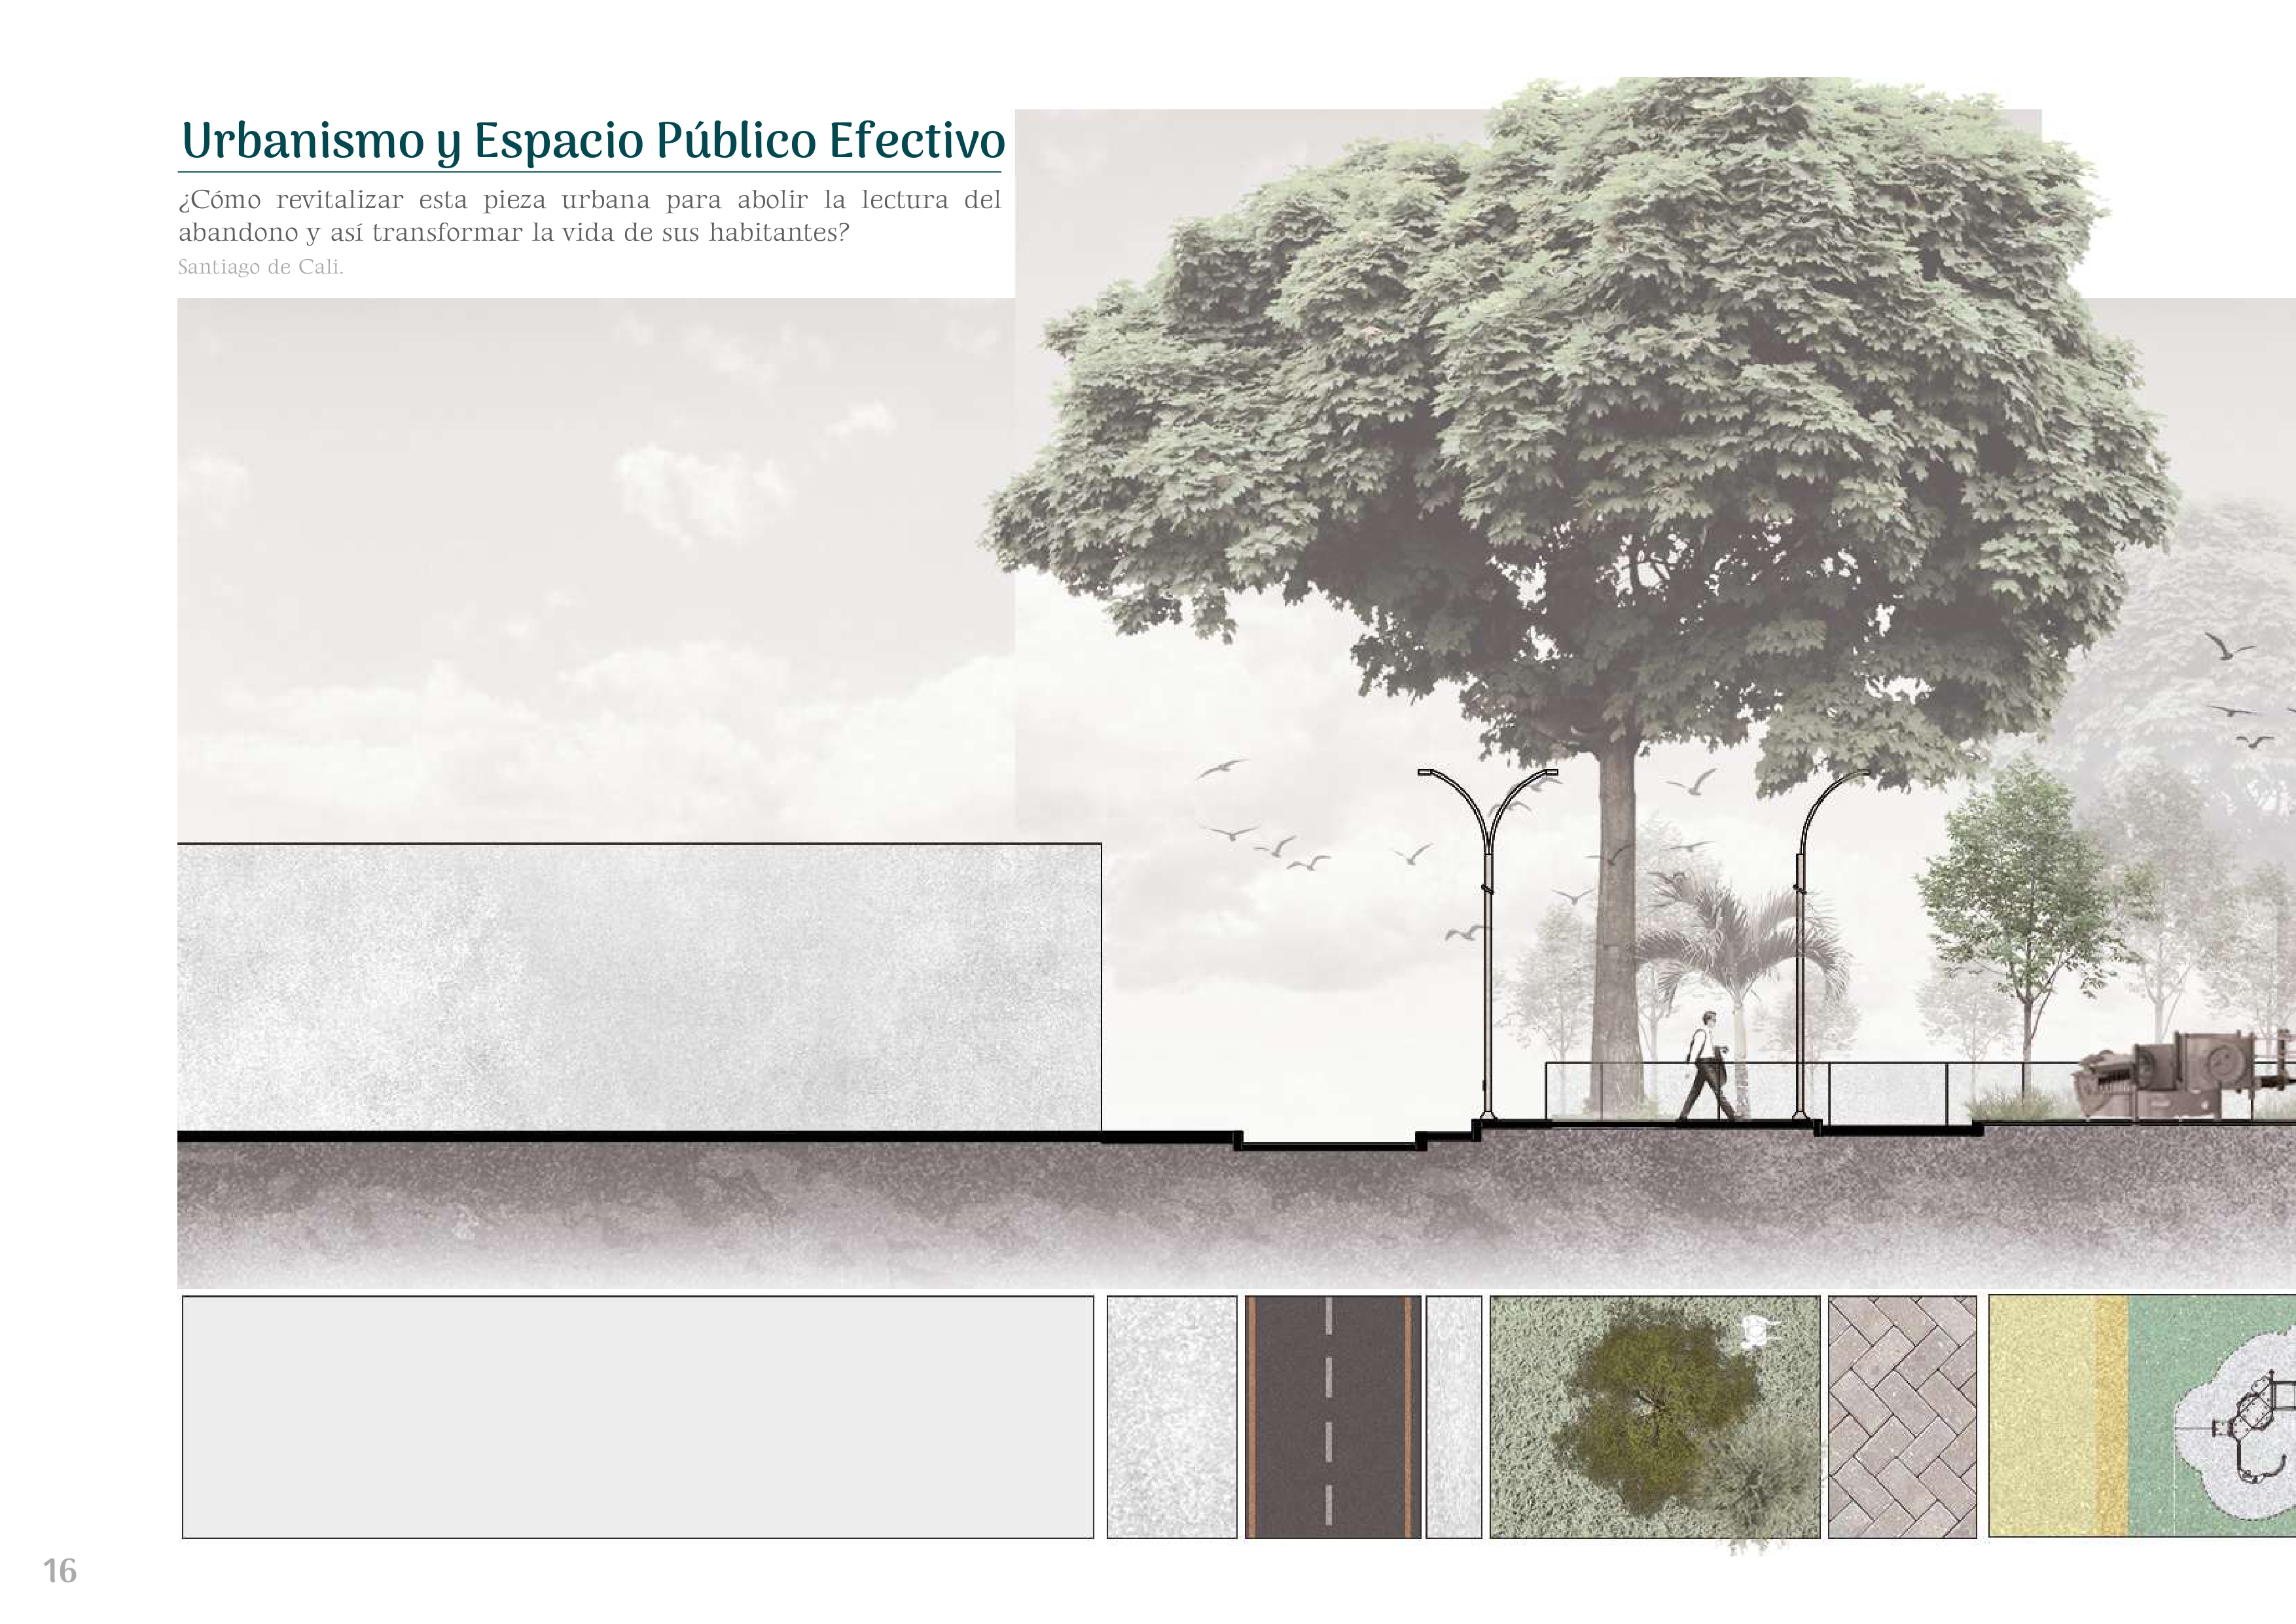 Urbanismo y Espacio Público Efectivo
¿Cómo revitalizar esta pieza urbana para abolir la lectura del
abandono y así transformar la vida de sus habitantes?
Santiago de Cali.
16